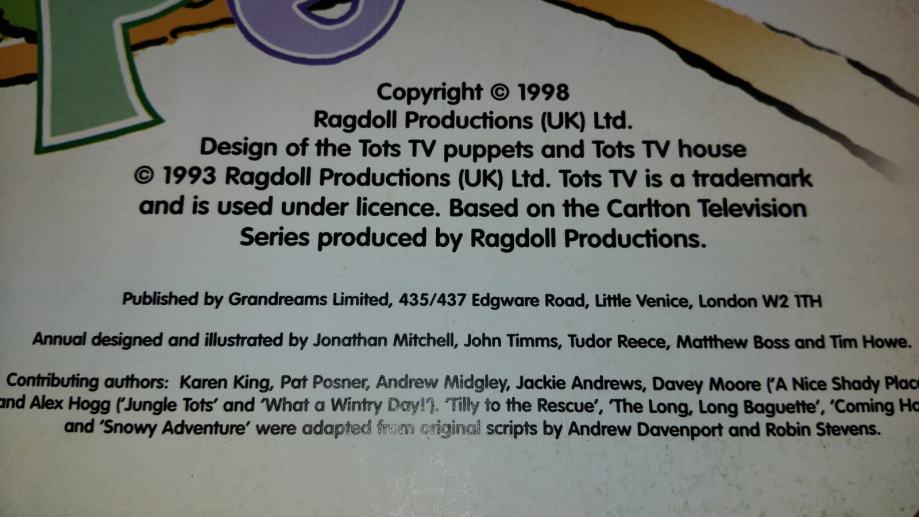 Copyright © 1998
Ragdoll Productions (UK) Ltd.
Design of the Tots TV puppets and Tots TV house
© 1993 Ragdoll Productions (UK) Ltd. Tots TV is a trademark
and is used under licence. Based on the Carlton Television
Series produced by Ragdoll Productions.
Published by Grandreams Limited, 435/437 Edgware Road, Little Venice, London W2 1TH
Annual designed and illustrated by Jonathan Mitchell, John Timms, Tudor Reece, Matthew Boss and Tim Howe.
Contributing authors: Karen King, Pat Posner, Andrew Midgley, Jackie Andrews, Davey Moore ('A Nice Shady
and Alex Hogg ('Jungle Tots' and 'What a Wintry Day!'). 'Tilly to the Rescue', 'The Long, Long Baguette', 'Coming
and 'Snowy Adventure' were adapted from original scripts by Andrew Davenport and Robin Stevens.